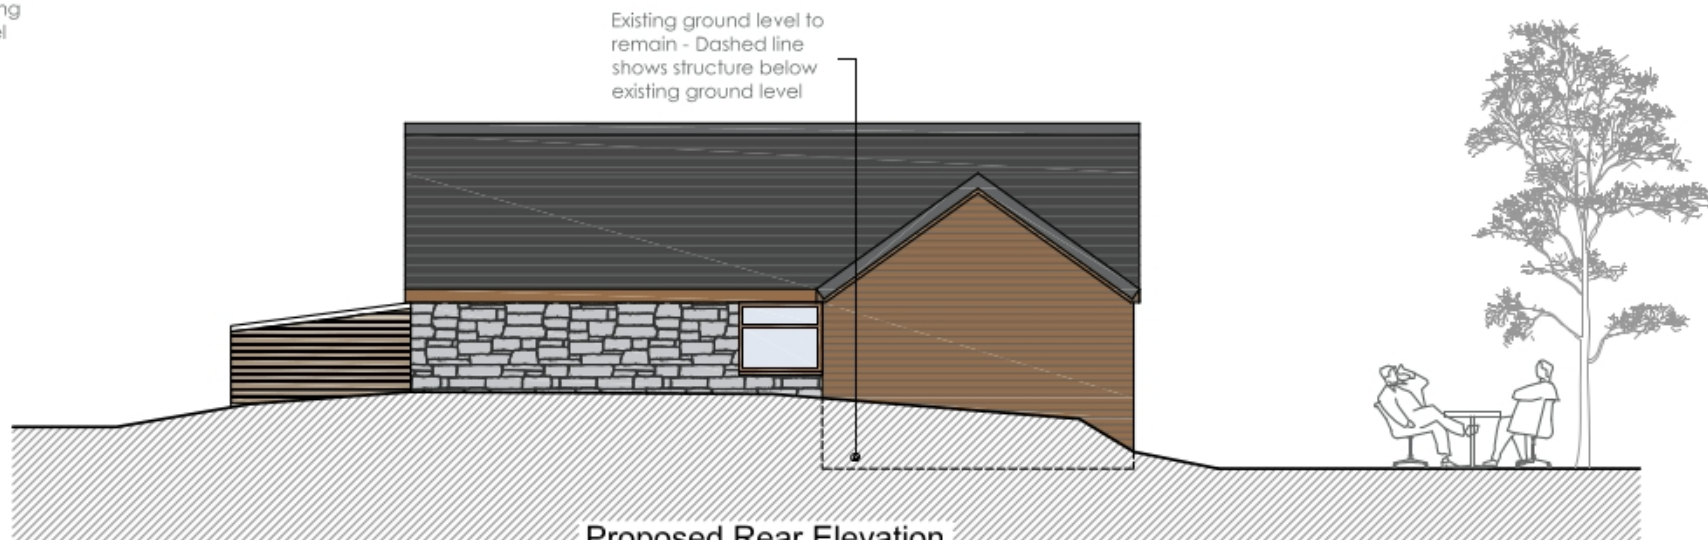 Existing ground level to
remain - Dashed line
shows structure below
existing ground level
Proposed Rear Elevation